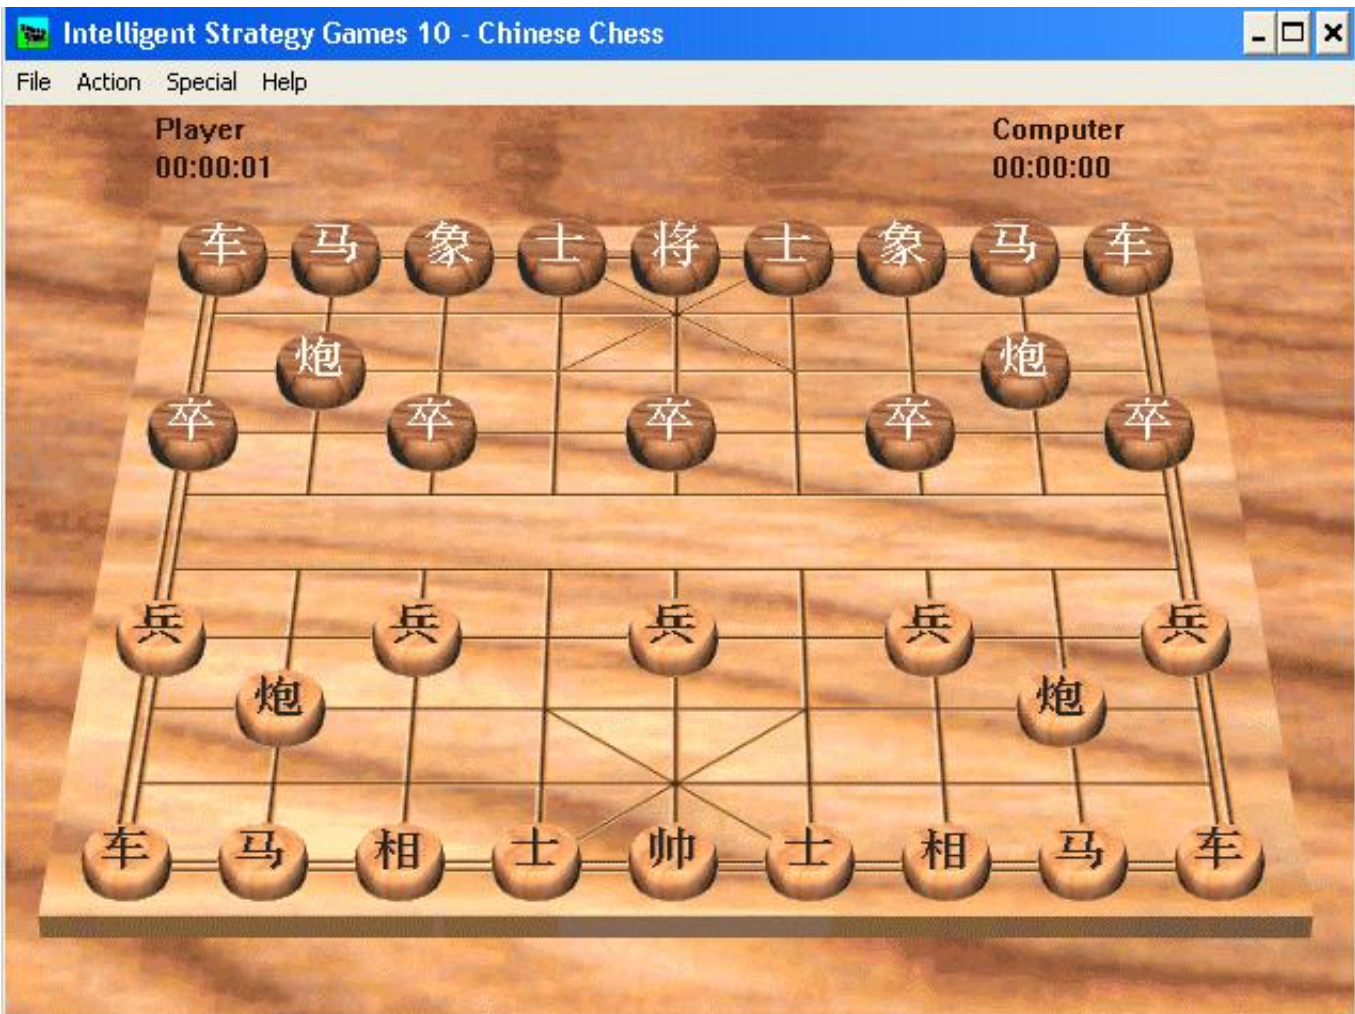 Intelligent Strategy Games 10 - Chinese Chess
File Action Special Help
Player Computer
00:00:01 00:00:00
车 马 象 士 将 士 象 马 车
炮 炮
卒 卒 卒 卒 卒
兵 兵 兵 兵 兵
炮 炮
车 马 相 士 帅 士 相 马 车